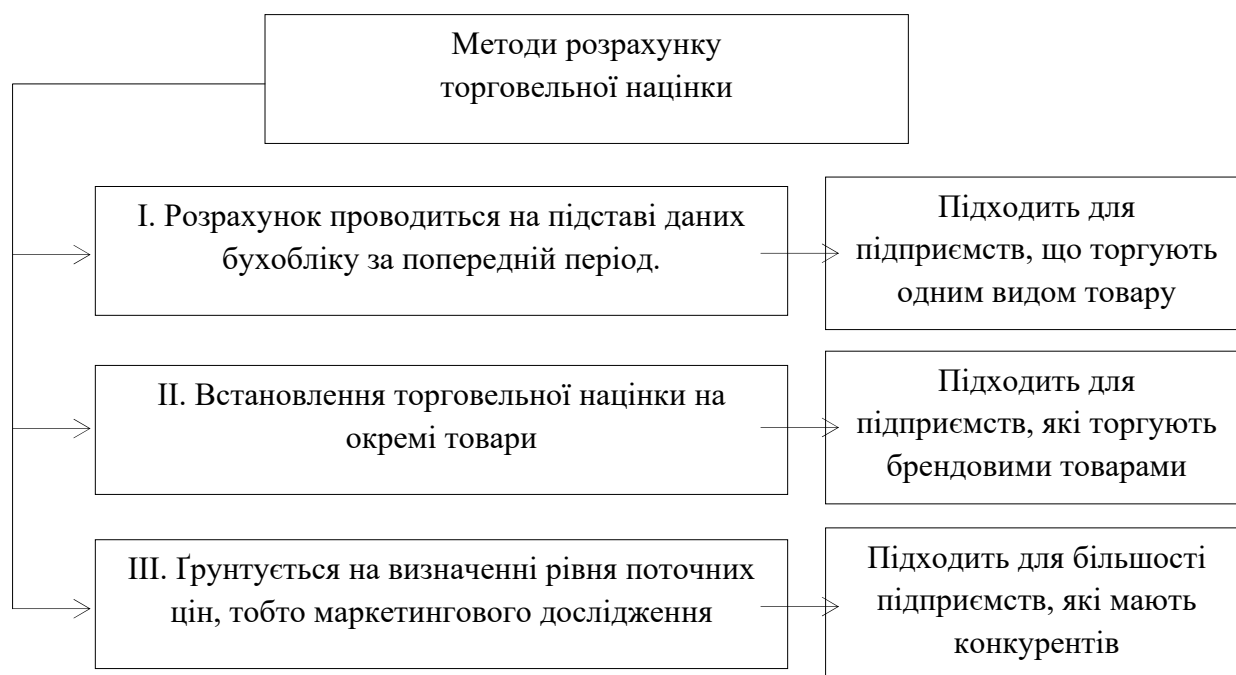 Методи розрахунку
торговельної націнки
І. Розрахунок проводиться на підставі даних
бухобліку за попередній період.
Підходить для
підприємств, що торгують
одним видом товару
ІІ. Встановлення торговельної націнки на
окремі товари
Підходить для
підприємств, які торгують
брендовими товарами
ІІІ. Ґрунтується на визначенні рівня поточних
цін, тобто маркетингового дослідження
Підходить для більшості
підприємств, які мають
конкурентів